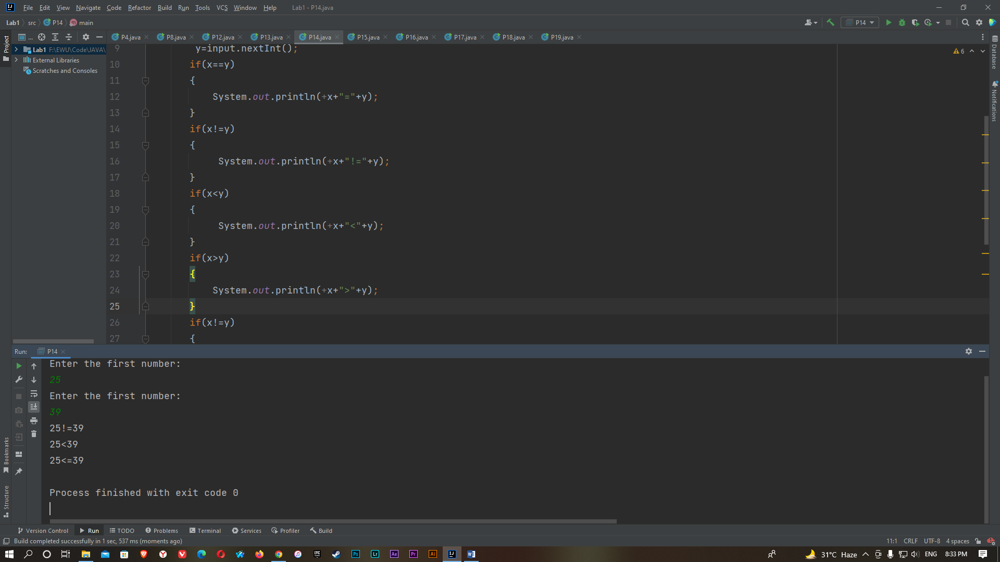 File Edit View Navigate Code Refactor Build Run Tools VCS Window Help Lab1 - P14.java
Lab1 src P14 main P14
Project ... P4.java P8.java P12.java P13.java P14.java P15.java P16.java P17.java P18.java P19.java
Lab1 F:\EWU\Code\JAVA\
External Libraries
Scratches and Consoles
6
Database
Notifications
9 y=input.nextInt();
10 if(x==y)
11 {
12 System.out.println(+x+"="+y);
13 }
14 if(x!=y)
15 {
16 System.out.println(+x+"!="+y);
17 }
18 if(x<y)
19 {
20 System.out.println(+x+"<"+y);
21 }
22 if(x>y)
23 {
24 System.out.println(+x+">"+y);
25 }
26 if(x!=y)
27 {
Run: P14
Enter the first number:
25
Enter the first number:
39
25!=39
25<39
25<=39
Process finished with exit code 0
Bookmarks
Structure
Version Control Run TODO Problems Terminal Services Profiler Build
Build completed successfully in 1 sec, 537 ms (moments ago) 11:1 CRLF UTF-8 4 spaces
31°C Haze ENG 8:33 PM